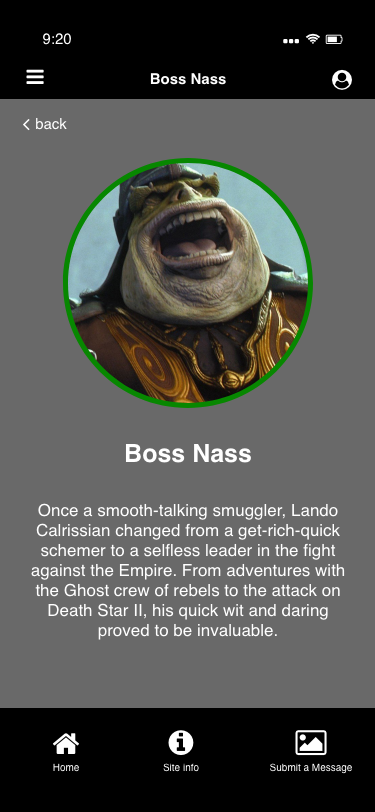 9:20
Boss Nass
back
Boss Nass
Once a smooth-talking smuggler, Lando
Calrissian changed from a get-rich-quick
schemer to a selfless leader in the fight
against the Empire. From adventures with
the Ghost crew of rebels to the attack on
Death Star II, his quick wit and daring
proved to be invaluable.
Home
Site info
Submit a Message